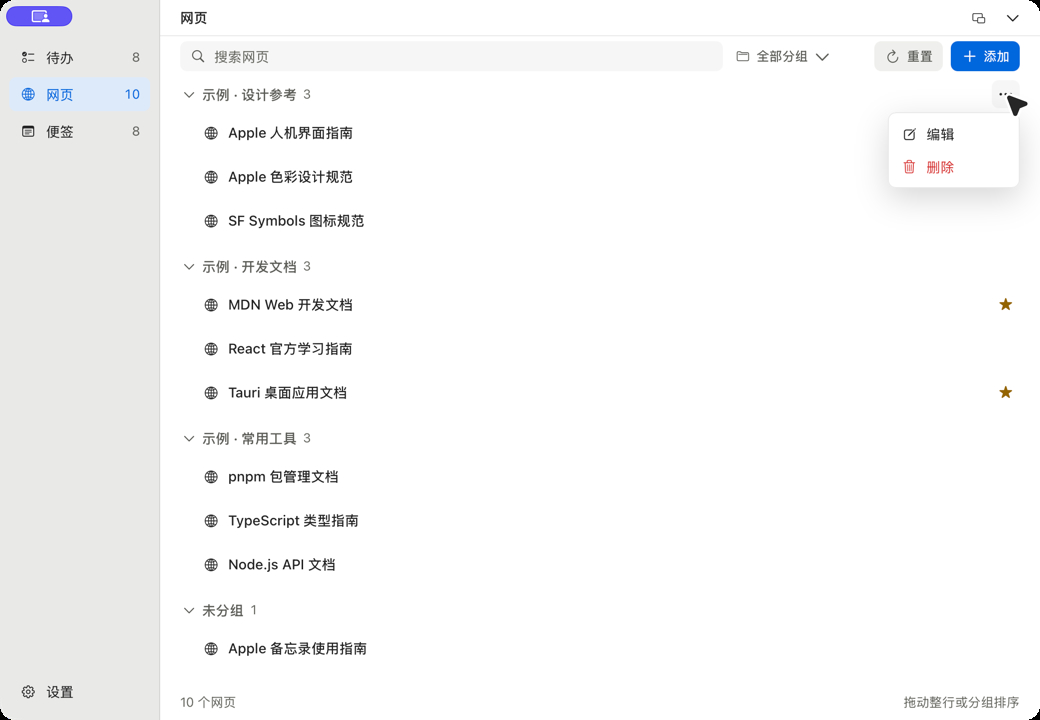 网页
待办 8
网页 10
便签 8
设置
搜索网页
全部分组
重置
添加
示例 · 设计参考 3
编辑
删除
Apple 人机界面指南
Apple 色彩设计规范
SF Symbols 图标规范
示例 · 开发文档 3
MDN Web 开发文档
React 官方学习指南
Tauri 桌面应用文档
示例 · 常用工具 3
pnpm 包管理文档
TypeScript 类型指南
Node.js API 文档
未分组 1
Apple 备忘录使用指南
10 个网页
拖动整行或分组排序